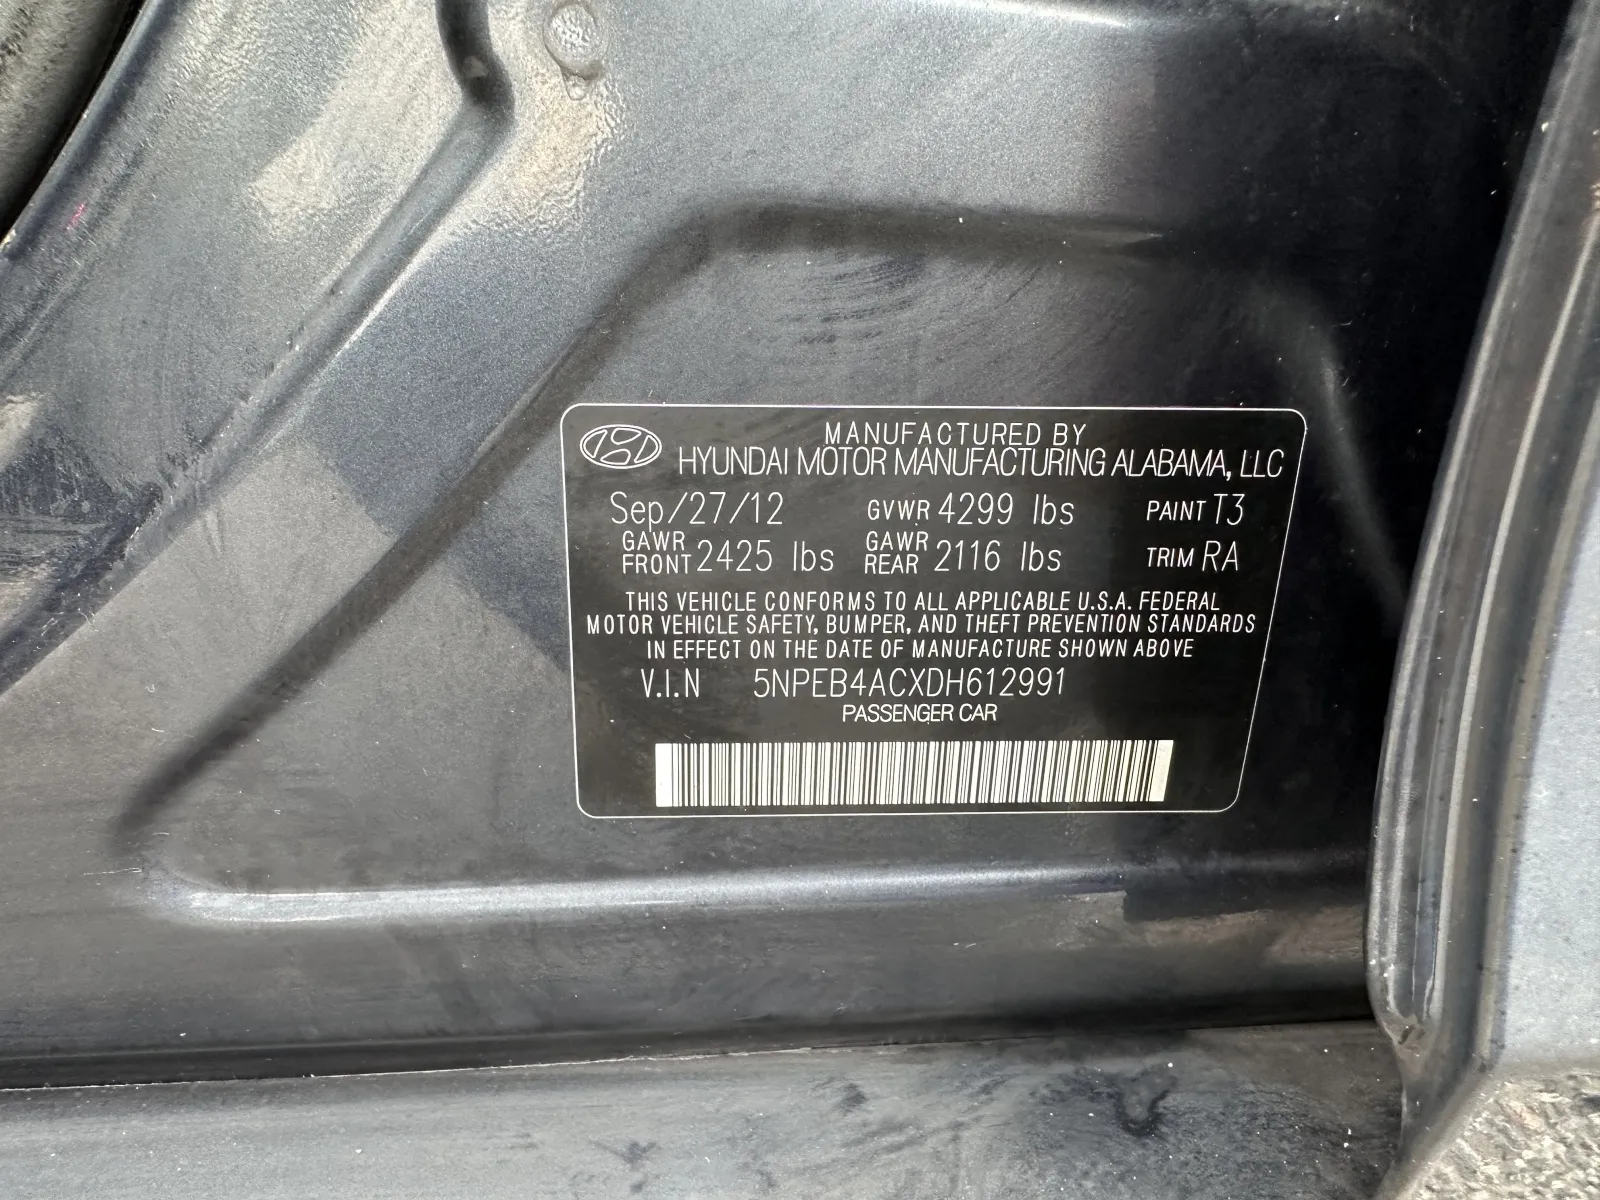 MANUFACTURED BY
HYUNDAI MOTOR MANUFACTURING ALABAMA, LLC
Sep/27/12 GVWR 4299 lbs PAINT T3
GAWR FRONT 2425 lbs GAWR REAR 2116 lbs TRIM RA
THIS VEHICLE CONFORMS TO ALL APPLICABLE U.S.A. FEDERAL
MOTOR VEHICLE SAFETY, BUMPER, AND THEFT PREVENTION STANDARDS
IN EFFECT ON THE DATE OF MANUFACTURE SHOWN ABOVE
V.I.N 5NPEB4ACXDH612991
PASSENGER CAR